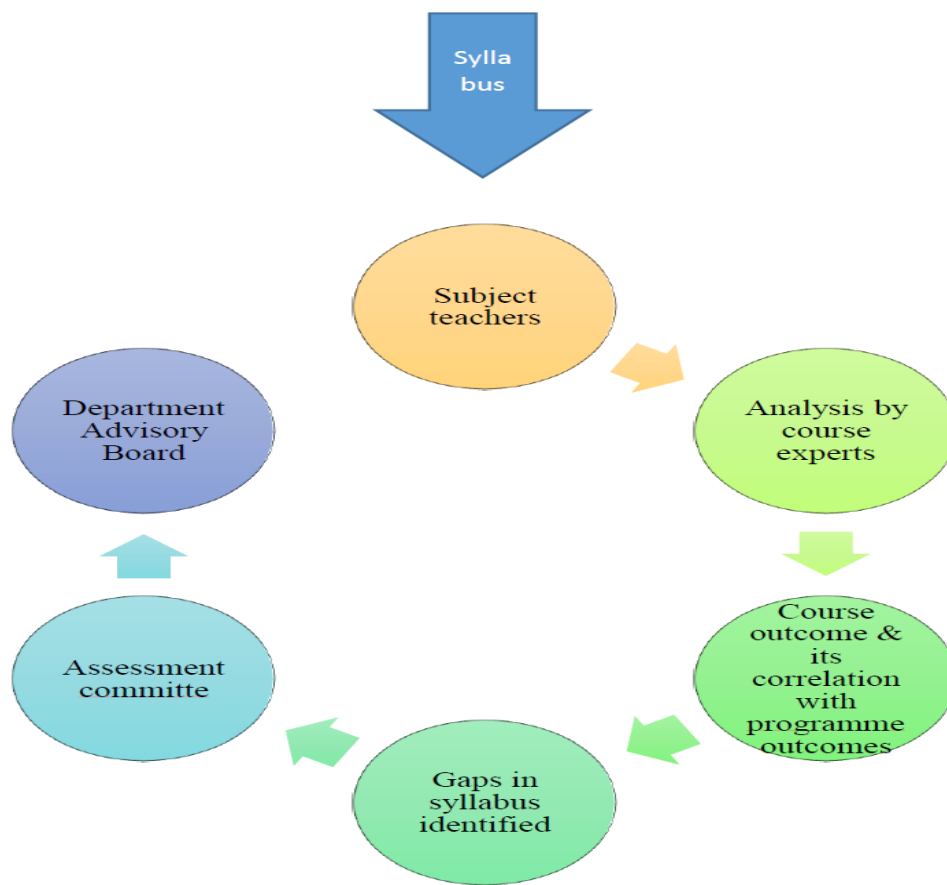 Sylla
bus
Subject
teachers
Analysis by
course
experts
Course
outcome &
its
correlation
with
programme
outcomes
Gaps in
syllabus
identified
Assessment
committe
Department
Advisory
Board